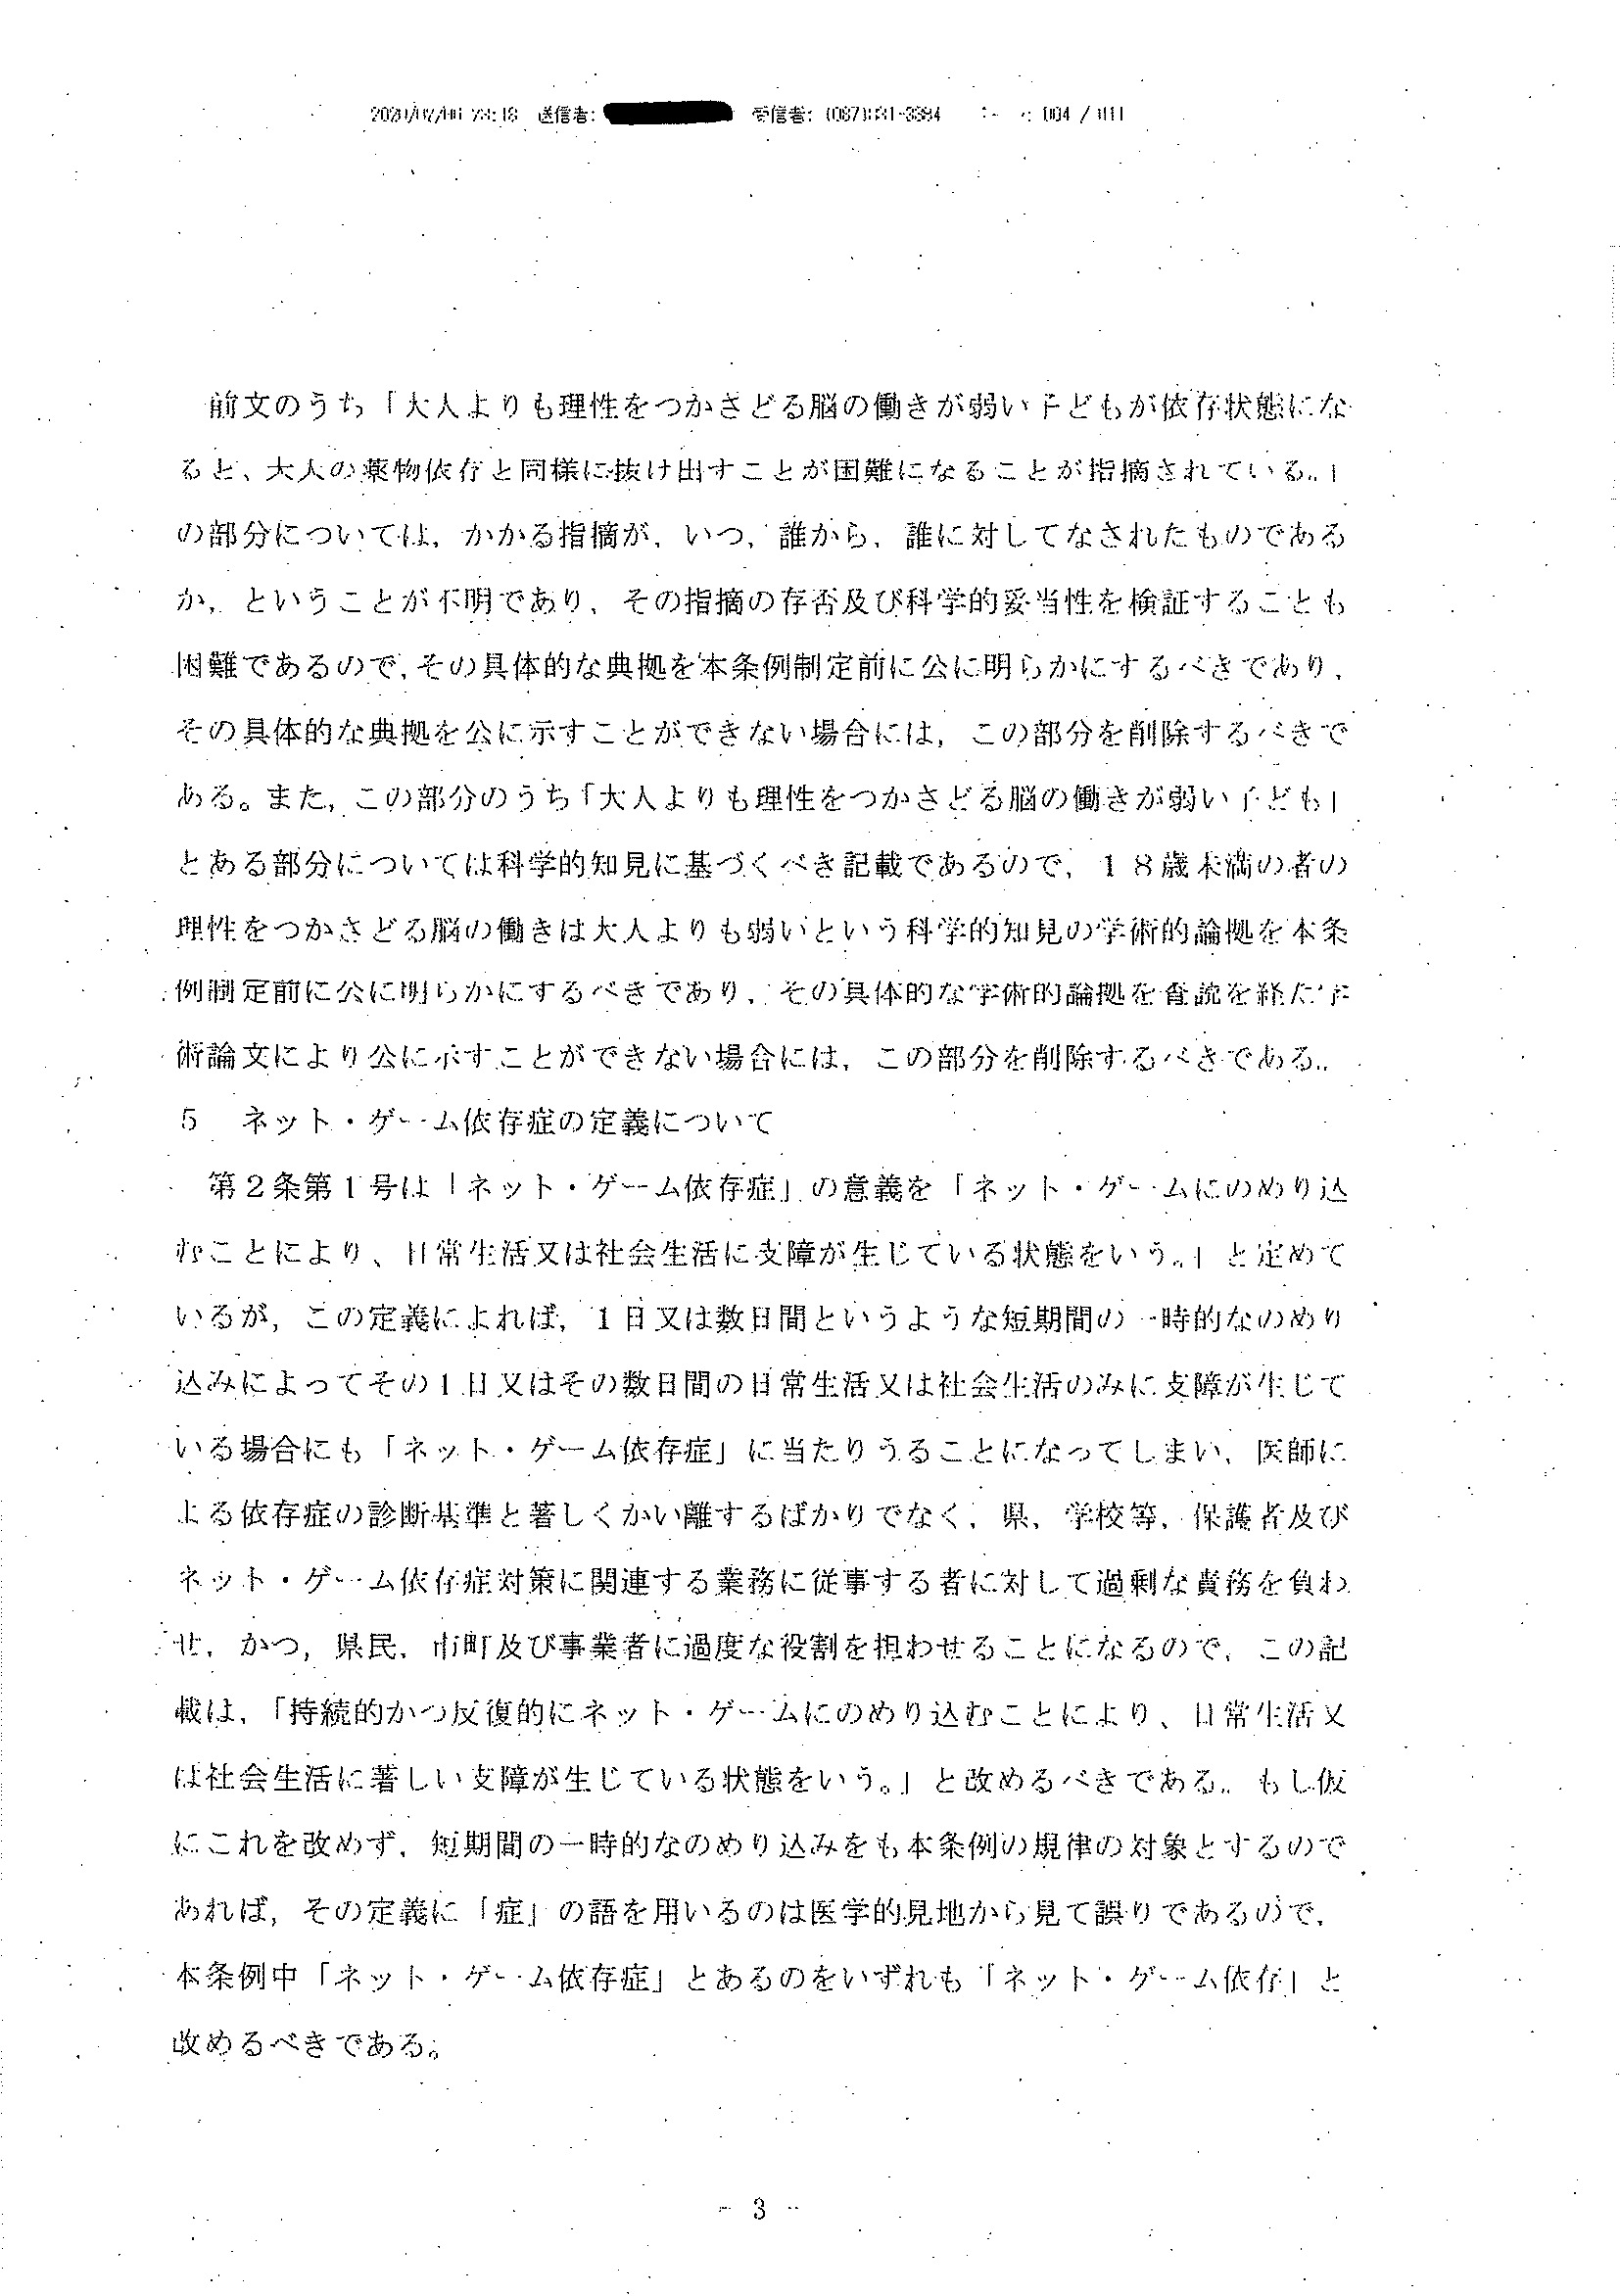 送信者: 受信者:
前文のうち「大人よりも理性をつかさどる脳の働きが弱い子どもが依存状態にな
ると、大人の薬物依存と同様に抜け出すことが困難になることが指摘されている。」
の部分については，かかる指摘が，いつ，誰から，誰に対してなされたものである
か，ということが不明であり，その指摘の存否及び科学的妥当性を検証することも
困難であるので，その具体的な典拠を本条例制定前に公に明らかにするべきであり，
その具体的な典拠を公に示すことができない場合には，この部分を削除するべきで
ある。また，この部分のうち「大人よりも理性をつかさどる脳の働きが弱い子ども」
とある部分については科学的知見に基づくべき記載であるので，１８歳未満の者の
理性をつかさどる脳の働きは大人よりも弱いという科学的知見の学術的論拠を本条
例制定前に公に明らかにするべきであり，その具体的な学術的論拠を査読を経た学
術論文により公に示すことができない場合には，この部分を削除するべきである。
５　ネット・ゲーム依存症の定義について
第２条第１号は「ネット・ゲーム依存症」の意義を「ネット・ゲームにのめり込
むことにより、日常生活又は社会生活に支障が生じている状態をいう。」と定めて
いるが，この定義によれば，１日又は数日間というような短期間の一時的なのめり
込みによってその１日又はその数日間の日常生活又は社会生活のみに支障が生じて
いる場合にも「ネット・ゲーム依存症」に当たりうることになってしまい，医師に
よる依存症の診断基準と著しくかい離するばかりでなく，県，学校等，保護者及び
ネット・ゲーム依存症対策に関連する業務に従事する者に対して過剰な責務を負わ
せ，かつ，県民，市町及び事業者に過度な役割を担わせることになるので，この記
載は，「持続的かつ反復的にネット・ゲームにのめり込むことにより、日常生活又
は社会生活に著しい支障が生じている状態をいう。」と改めるべきである。もし仮
にこれを改めず，短期間の一時的なのめり込みをも本条例の規律の対象とするので
あれば，その定義に「症」の語を用いるのは医学的見地から見て誤りであるので，
本条例中「ネット・ゲーム依存症」とあるのをいずれも「ネット・ゲーム依存」と
改めるべきである。
- 3 -